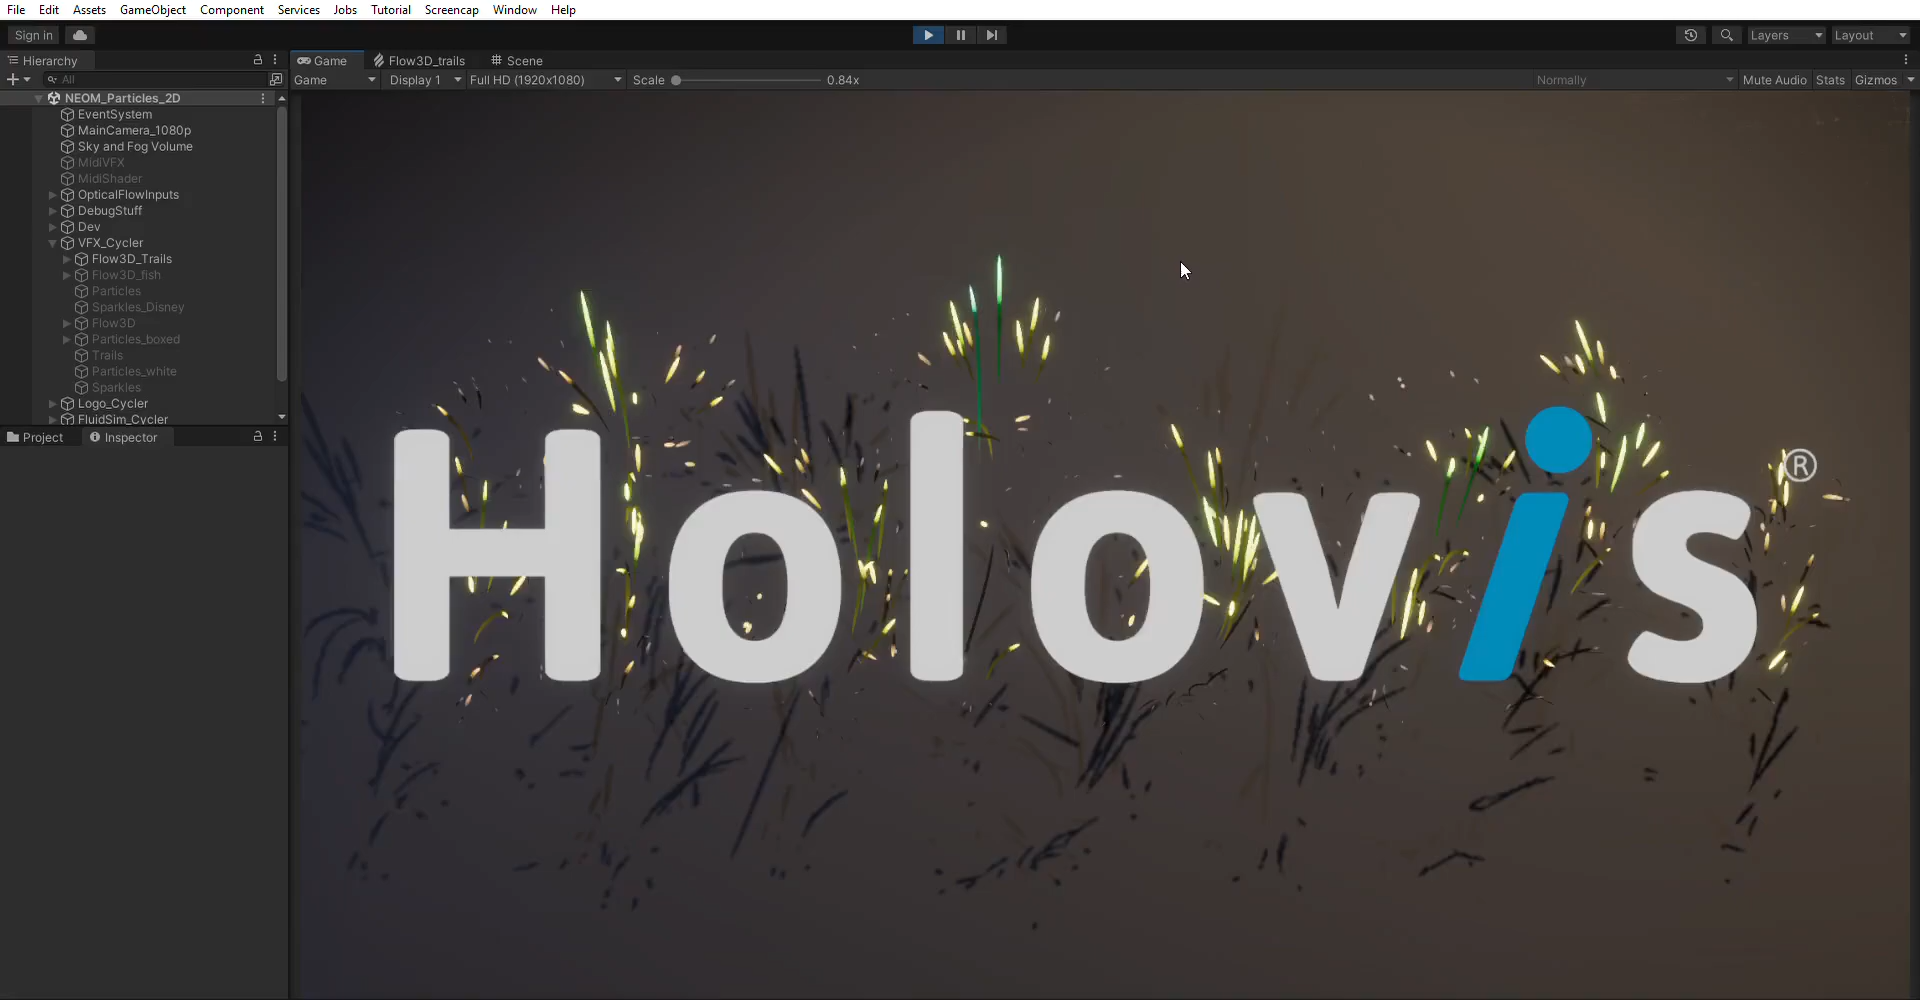 File Edit Assets GameObject Component Services Jobs Tutorial Screencap Window Help
Sign in Layers Layout
Hierarchy Game Flow3D_trails Scene
All Game Display 1 Full HD (1920x1080) Scale 0.84x Normally Mute Audio Stats Gizmos
NEOM_Particles_2D
EventSystem
MainCamera_1080p
Sky and Fog Volume
MidiVFX
MidiShader
OpticalFlowInputs
DebugStuff
Dev
VFX_Cycler
Flow3D_Trails
Flow3D_fish
Particles
Sparkles_Disney
Flow3D
Particles_boxed
Trails
Particles_white
Sparkles
Logo_Cycler
FluidSim_Cycler
Project Inspector
Holovis®